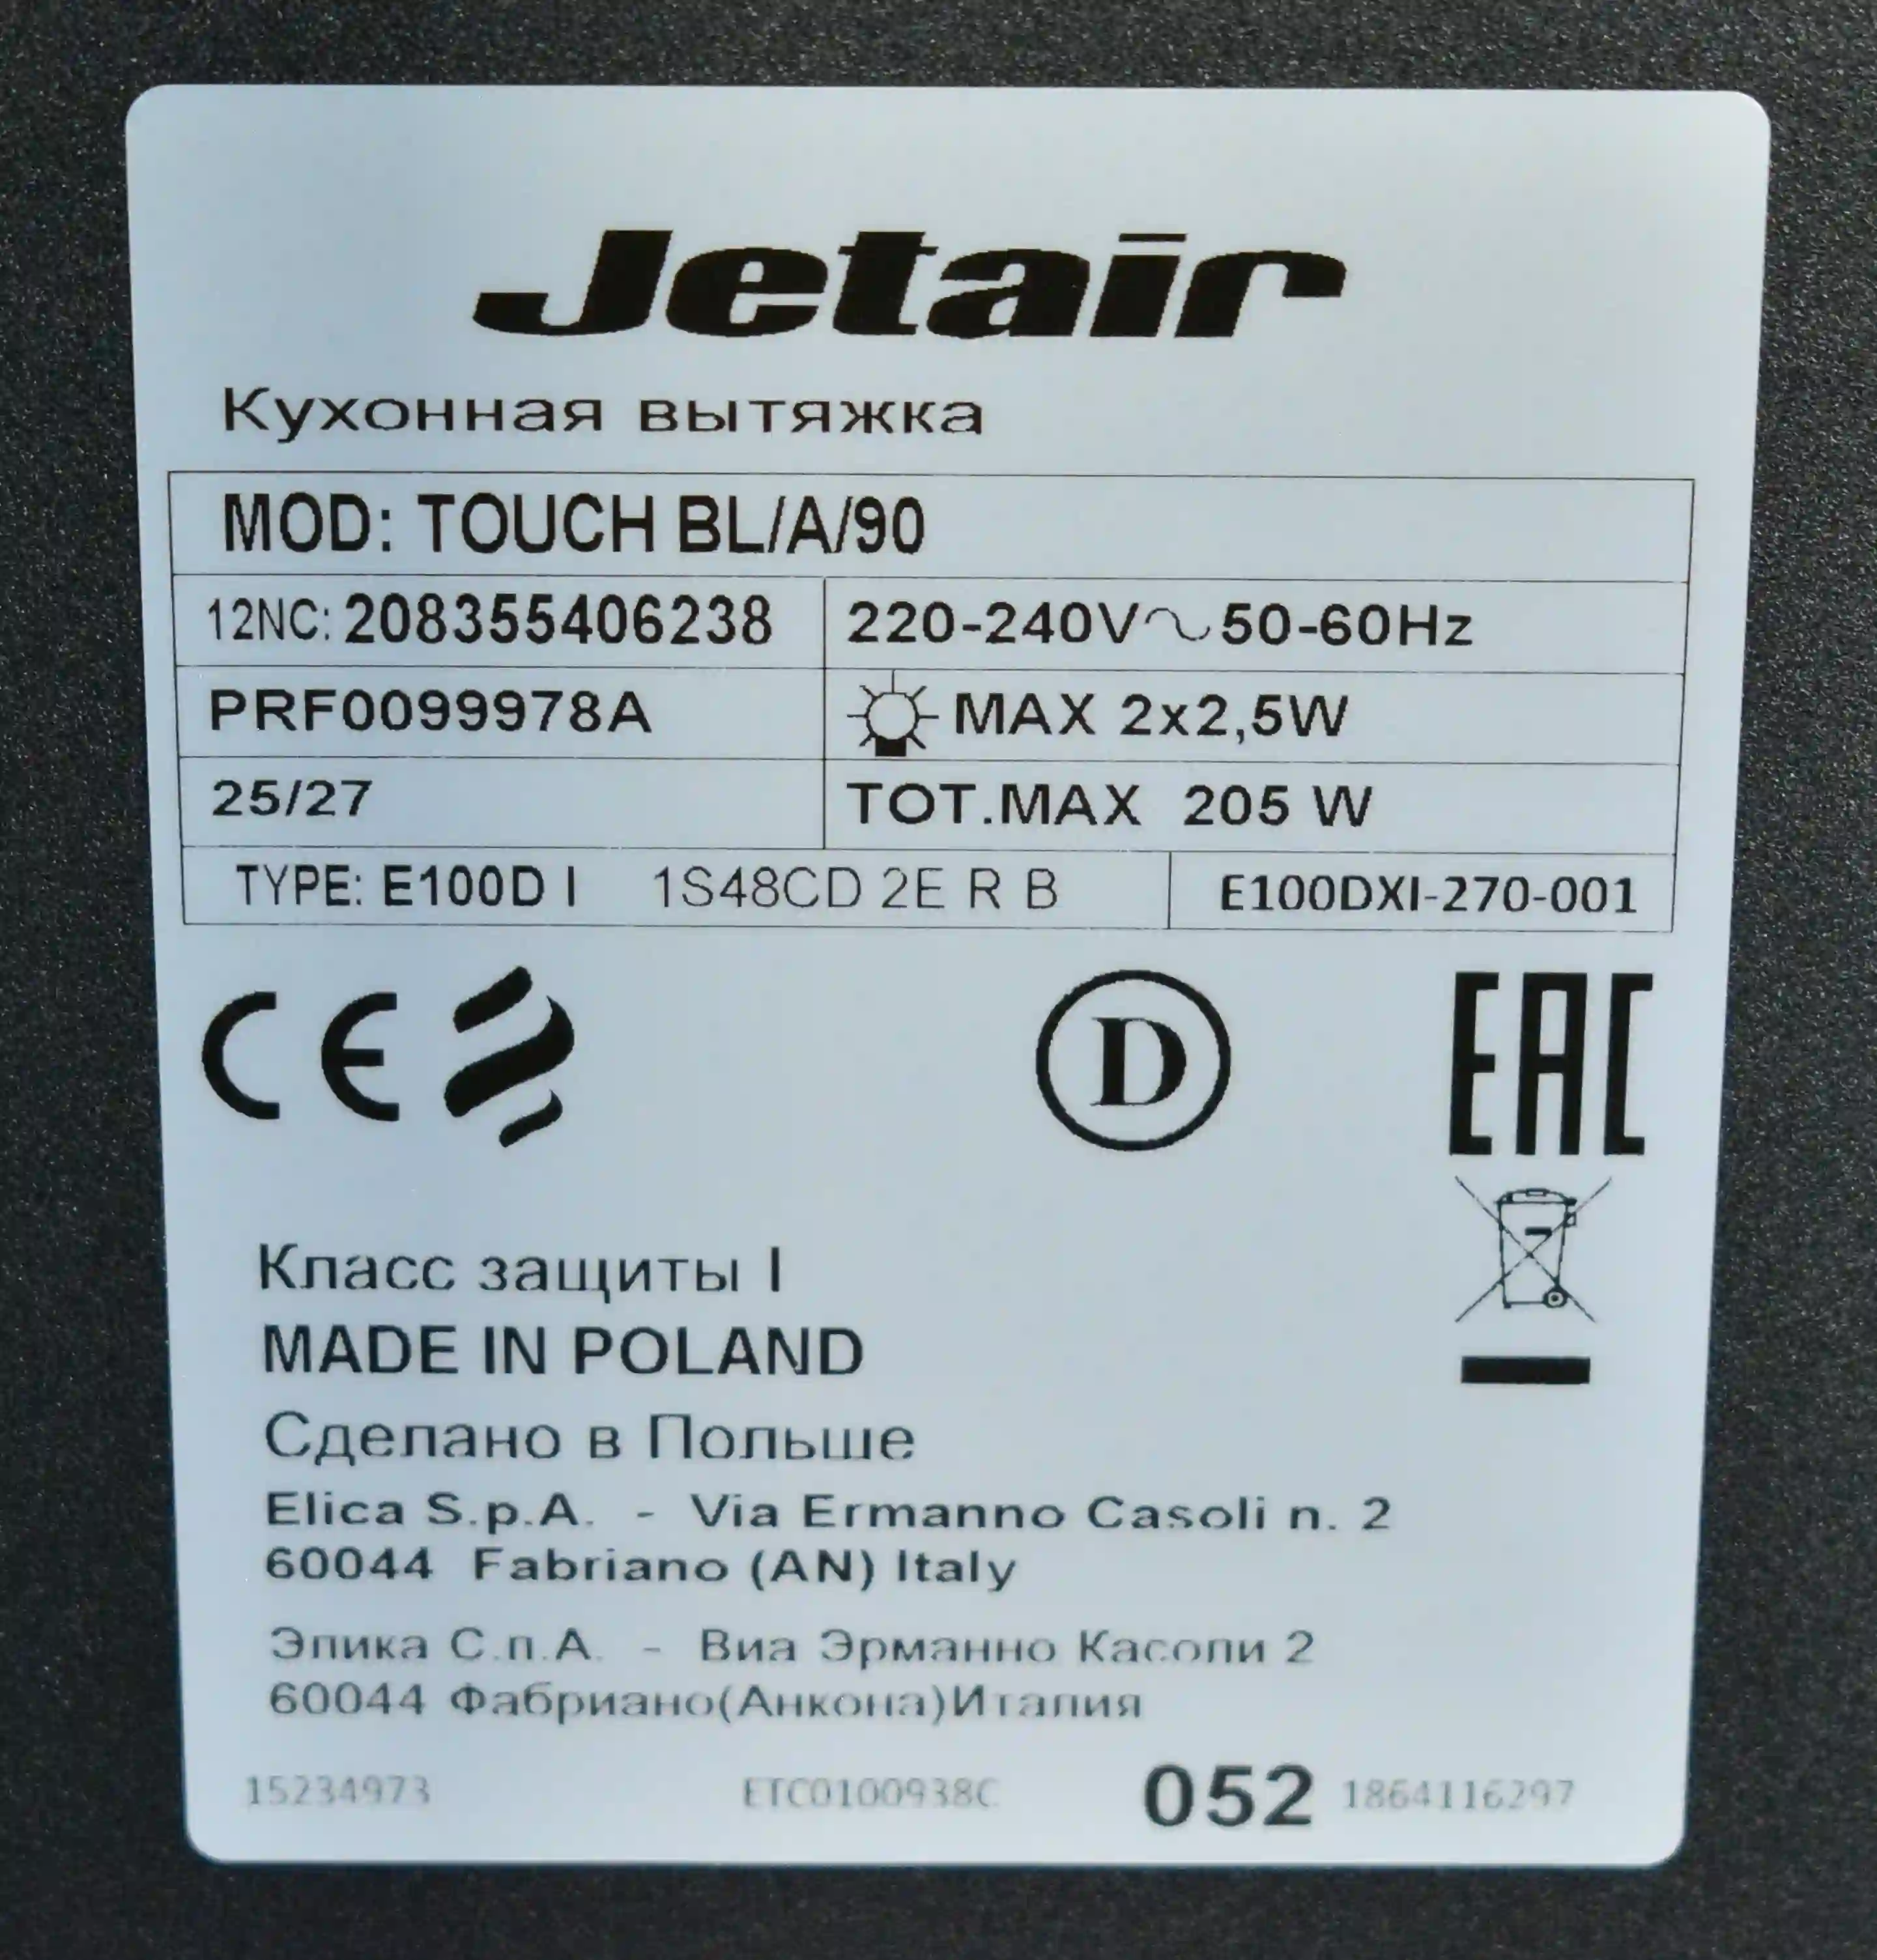 Jetair
Кухонная вытяжка
MOD: TOUCH BL/A/90
12NC: 208355406238 220-240V~50-60Hz
PRF0099978A MAX 2x2,5W
25/27 TOT.MAX 205 W
TYPE: E100D I 1S48CD 2E R B E100DXI-270-001
CE D EAC
Класс защиты I
MADE IN POLAND
Сделано в Польше
Elica S.p.A. - Via Ermanno Casoli n. 2
60044 Fabriano (AN) Italy
Элика С.п.А. - Виа Эрманно Касоли 2
60044 Фабриано(Анкона)Италия
15234973 ETC0100938C 052 1864116297